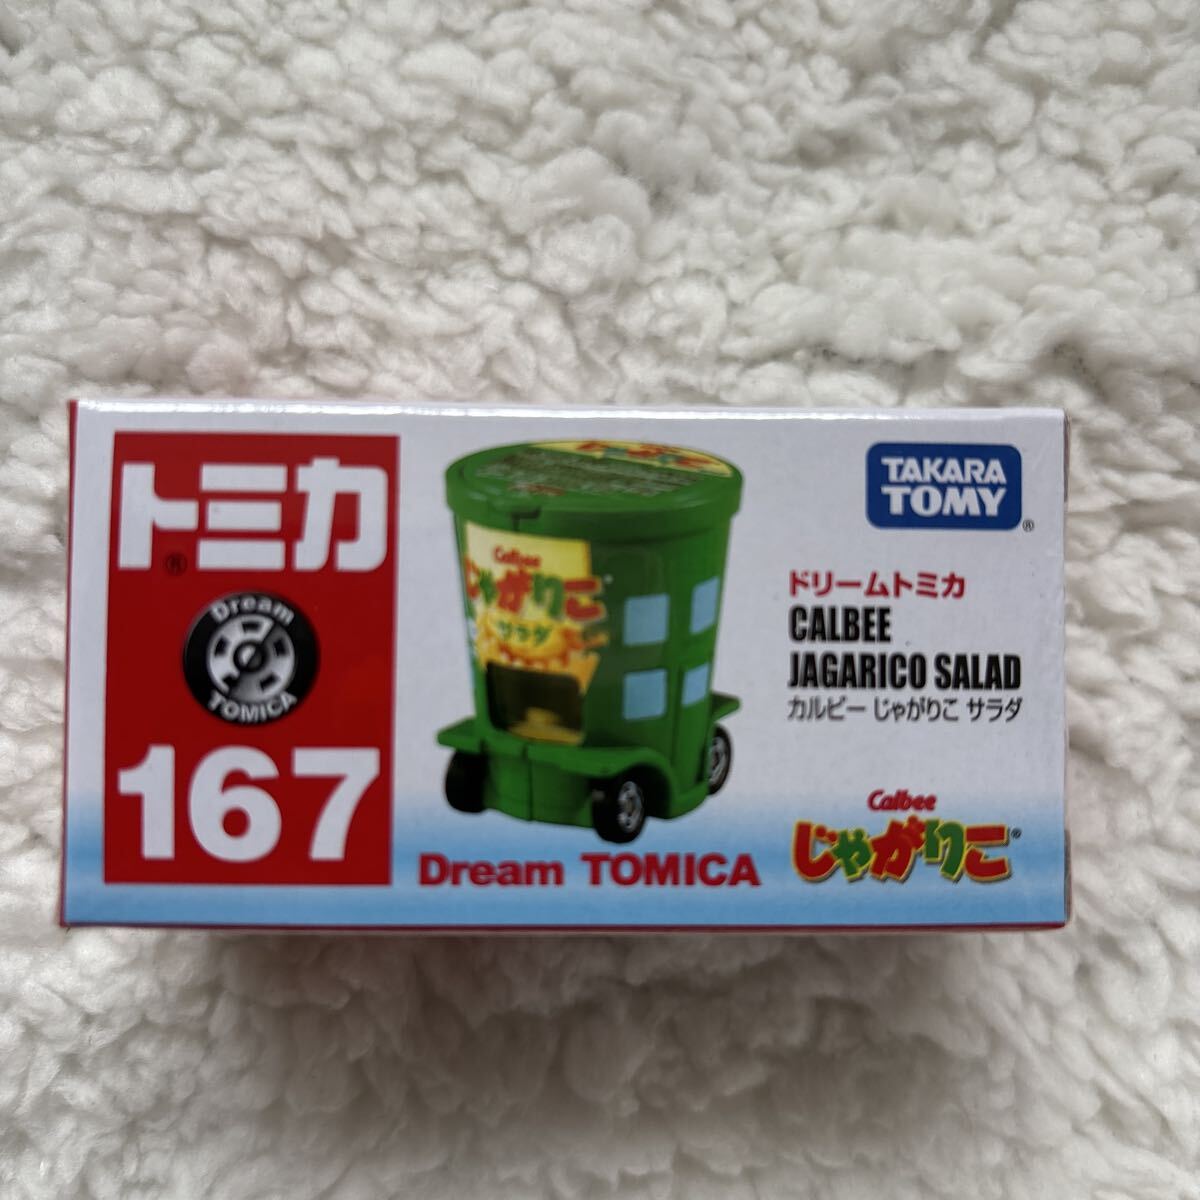 トミカ®
Dream
TOMICA
167
Calbee
じゃがりこ
サラダ
Dream TOMICA
TAKARA
TOMY®
ドリームトミカ
CALBEE
JAGARICO SALAD
カルビー じゃがりこ サラダ
Calbee
じゃがりこ®